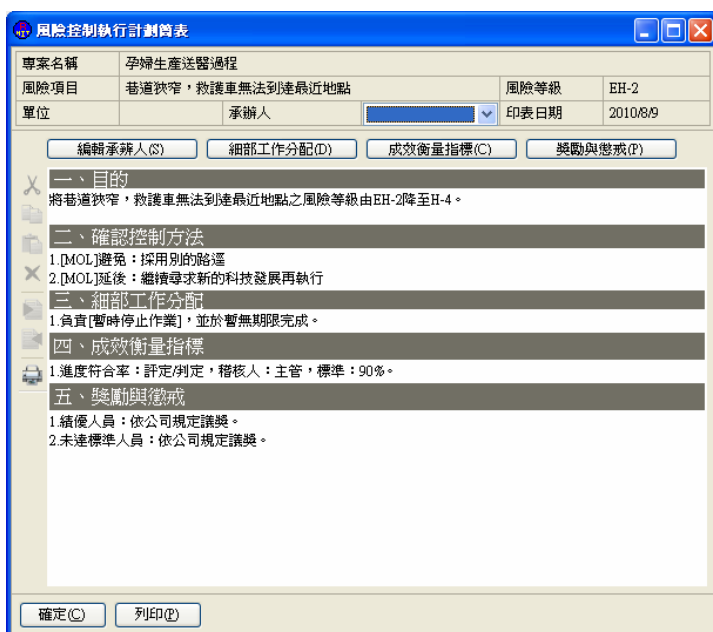 風險控制執行計劃簡表
專案名稱 孕婦生產送醫過程
風險項目 巷道狹窄，救護車無法到達最近地點 風險等級 EH-2
單位 承辦人 印表日期 2010/8/9
編輯承辦人(S) 細部工作分配(D) 成效衡量指標(C) 獎勵與懲戒(P)
一、目的
將巷道狹窄，救護車無法到達最近地點之風險等級由EH-2降至H-4。
二、確認控制方法
1.[MOL]避免：採用別的路逕
2.[MOL]延後：繼續尋求新的科技發展再執行
三、細部工作分配
1.負責[暫時停止作業]，並於暫無期限完成。
四、成效衡量指標
1.進度符合率：評定/判定，稽核人：主管，標準：90%。
五、獎勵與懲戒
1.績優人員：依公司規定議獎。
2.未達標準人員：依公司規定議獎。
確定(C) 列印(P)